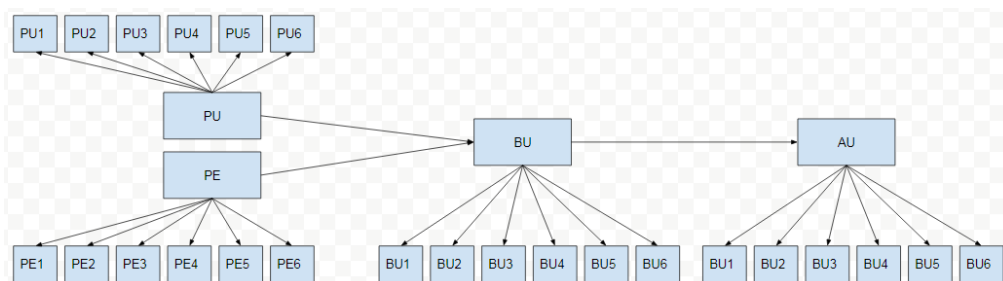 PU1 PU2 PU3 PU4 PU5 PU6
PU
PE
BU
AU
PE1 PE2 PE3 PE4 PE5 PE6
BU1 BU2 BU3 BU4 BU5 BU6
BU1 BU2 BU3 BU4 BU5 BU6